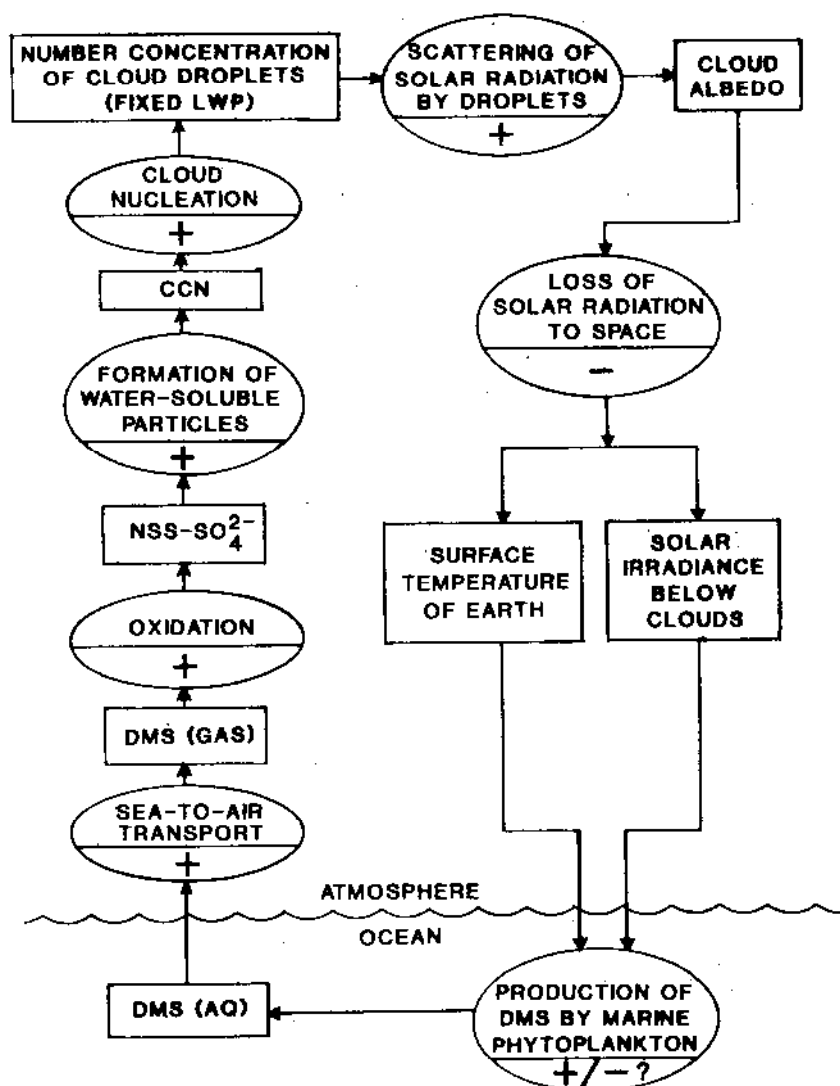 NUMBER CONCENTRATION
OF CLOUD DROPLETS
(FIXED LWP)
SCATTERING OF
SOLAR RADIATION
BY DROPLETS
+
CLOUD
ALBEDO
CLOUD
NUCLEATION
+
CCN
FORMATION OF
WATER-SOLUBLE
PARTICLES
+
NSS-SO₄²⁻
OXIDATION
+
DMS (GAS)
SEA-TO-AIR
TRANSPORT
+
LOSS OF
SOLAR RADIATION
TO SPACE
−
SURFACE
TEMPERATURE
OF EARTH
SOLAR
IRRADIANCE
BELOW
CLOUDS
ATMOSPHERE
OCEAN
DMS (AQ)
PRODUCTION OF
DMS BY MARINE
PHYTOPLANKTON
+/−?